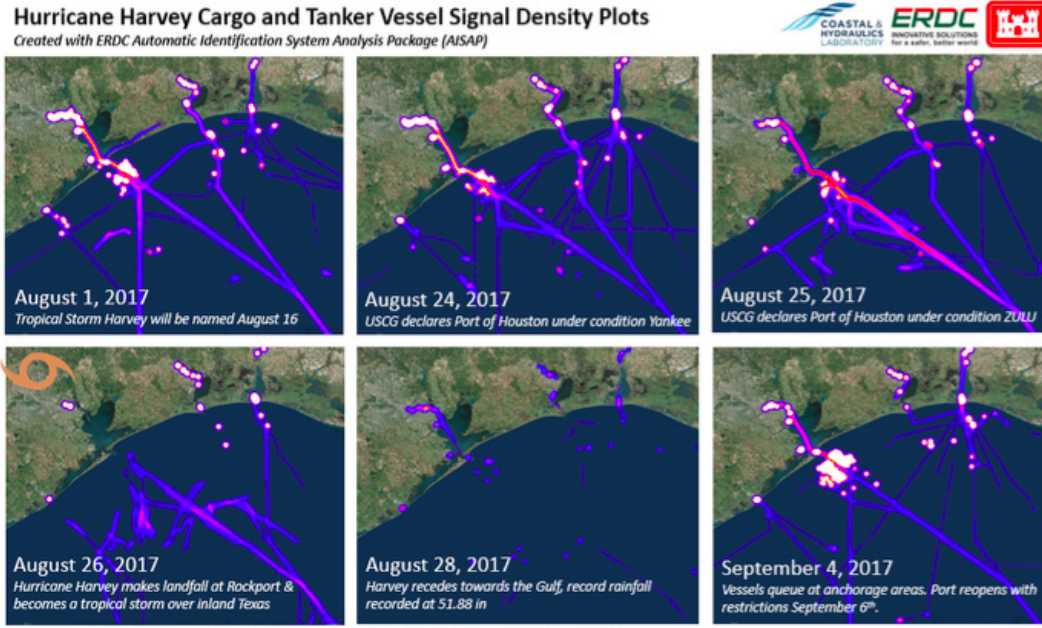 Hurricane Harvey Cargo and Tanker Vessel Signal Density Plots
Created with ERDC Automatic Identification System Analysis Package (AISAP)
COASTAL &
HYDRAULICS
LABORATORY
ERDC
INNOVATIVE SOLUTIONS
for a safer, better world
August 1, 2017
Tropical Storm Harvey will be named August 16
August 24, 2017
USCG declares Port of Houston under condition Yankee
August 25, 2017
USCG declares Port of Houston under condition ZULU
August 26, 2017
Hurricane Harvey makes landfall at Rockport &
becomes a tropical storm over inland Texas
August 28, 2017
Harvey recedes towards the Gulf, record rainfall
recorded at 51.88 in
September 4, 2017
Vessels queue at anchorage areas. Port reopens with
restrictions September 6th.